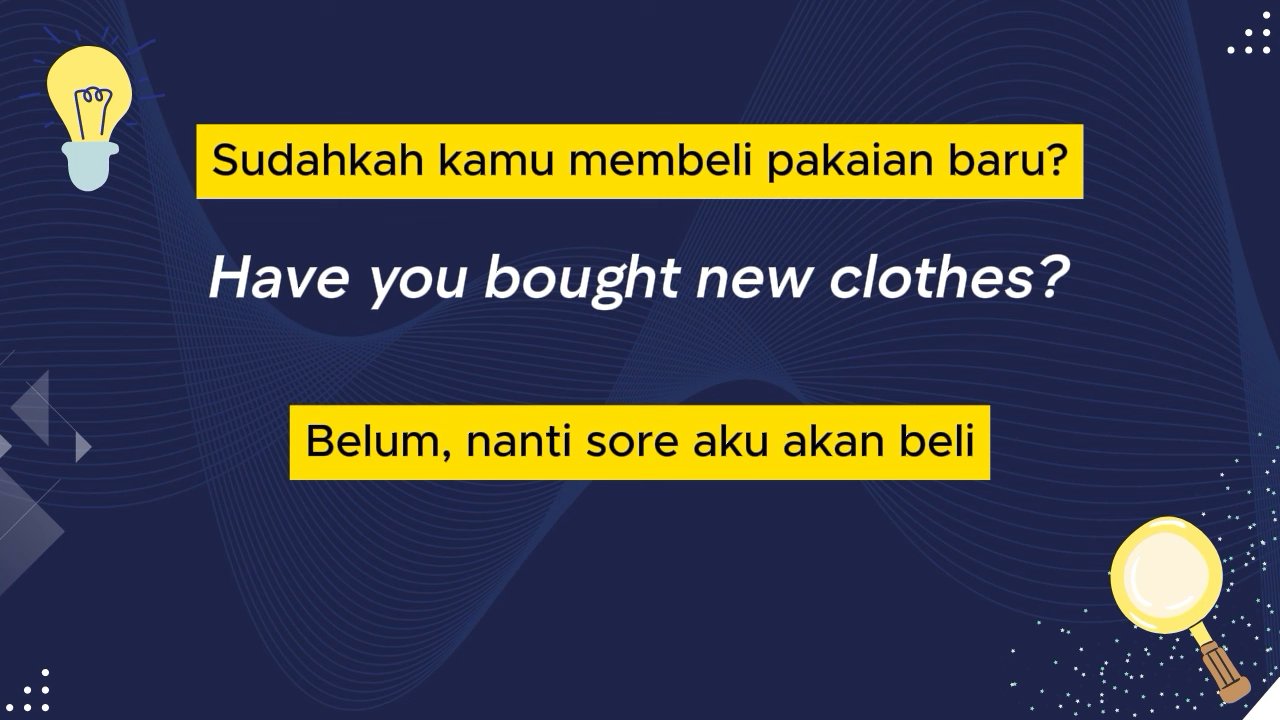 Sudahkah kamu membeli pakaian baru?
Have you bought new clothes?
Belum, nanti sore aku akan beli